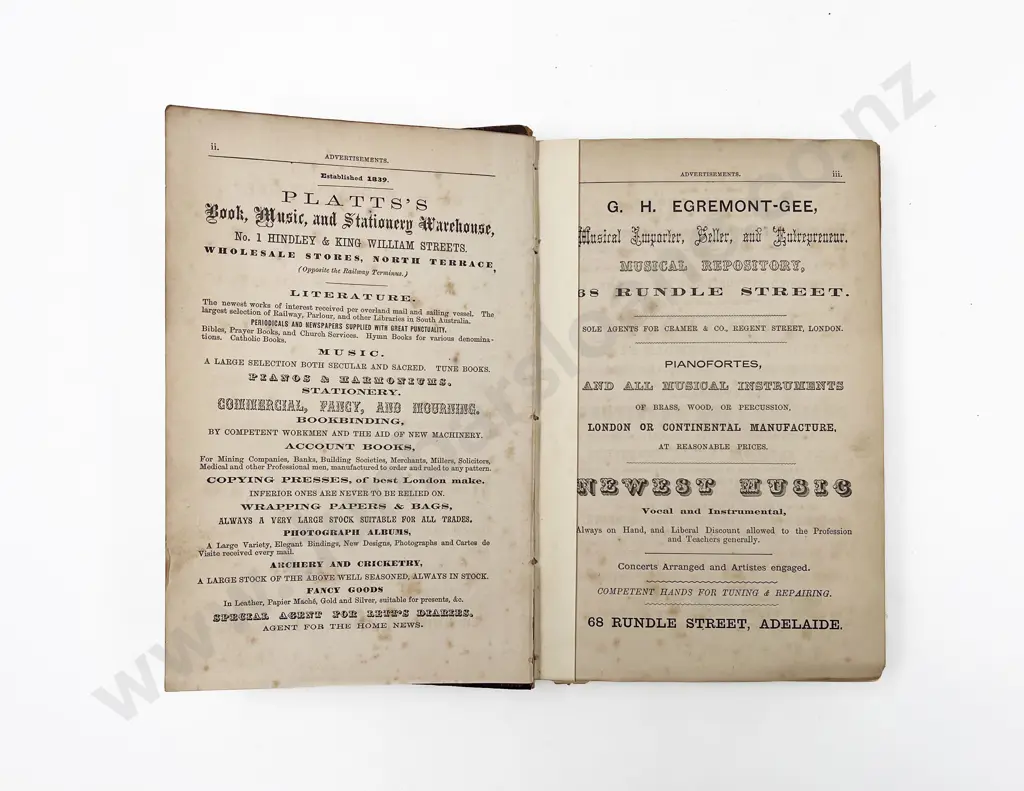 ii.
ADVERTISEMENTS.
Established 1839.
PLATTS'S
Book, Music, and Stationery Warehouse,
No. 1 HINDLEY & KING WILLIAM STREETS.
WHOLESALE STORES, NORTH TERRACE,
(Opposite the Railway Terminus.)
LITERATURE.
The newest works of interest received per overland mail and sailing vessel. The
largest selection of Railway, Parlour, and other Libraries in South Australia.
PERIODICALS AND NEWSPAPERS SUPPLIED WITH GREAT PUNCTUALITY.
Bibles, Prayer Books, and Church Services. Hymn Books for various denomina-
tions. Catholic Books.
MUSIC.
A LARGE SELECTION BOTH SECULAR AND SACRED. TUNE BOOKS.
PIANOS & HARMONIUMS.
STATIONERY.
COMMERCIAL, FANCY, AND MOURNING.
BOOKBINDING,
BY COMPETENT WORKMEN AND THE AID OF NEW MACHINERY.
ACCOUNT BOOKS,
For Mining Companies, Banks, Building Societies, Merchants, Millers, Solicitors,
Medical and other Professional men, manufactured to order and ruled to any pattern.
COPYING PRESSES, of best London make.
INFERIOR ONES ARE NEVER TO BE RELIED ON.
WRAPPING PAPERS & BAGS,
ALWAYS A VERY LARGE STOCK SUITABLE FOR ALL TRADES.
PHOTOGRAPH ALBUMS,
A Large Variety, Elegant Bindings, New Designs, Photographs and Cartes de
Visite received every mail.
ARCHERY AND CRICKETRY,
A LARGE STOCK OF THE ABOVE WELL SEASONED, ALWAYS IN STOCK.
FANCY GOODS
In Leather, Papier Maché, Gold and Silver, suitable for presents, &c.
SPECIAL AGENT FOR LETT'S DIARIES.
AGENT FOR THE HOME NEWS.
ADVERTISEMENTS. iii.
G. H. EGREMONT-GEE,
Musical Importer, Seller, and Entrepreneur.
MUSICAL REPOSITORY,
68 RUNDLE STREET.
SOLE AGENTS FOR CRAMER & CO., REGENT STREET, LONDON.
PIANOFORTES,
AND ALL MUSICAL INSTRUMENTS
OF BRASS, WOOD, OR PERCUSSION,
LONDON OR CONTINENTAL MANUFACTURE,
AT REASONABLE PRICES.
NEWEST MUSIC
Vocal and Instrumental,
Always on Hand, and Liberal Discount allowed to the Profession
and Teachers generally.
Concerts Arranged and Artistes engaged.
COMPETENT HANDS FOR TUNING & REPAIRING.
68 RUNDLE STREET, ADELAIDE.